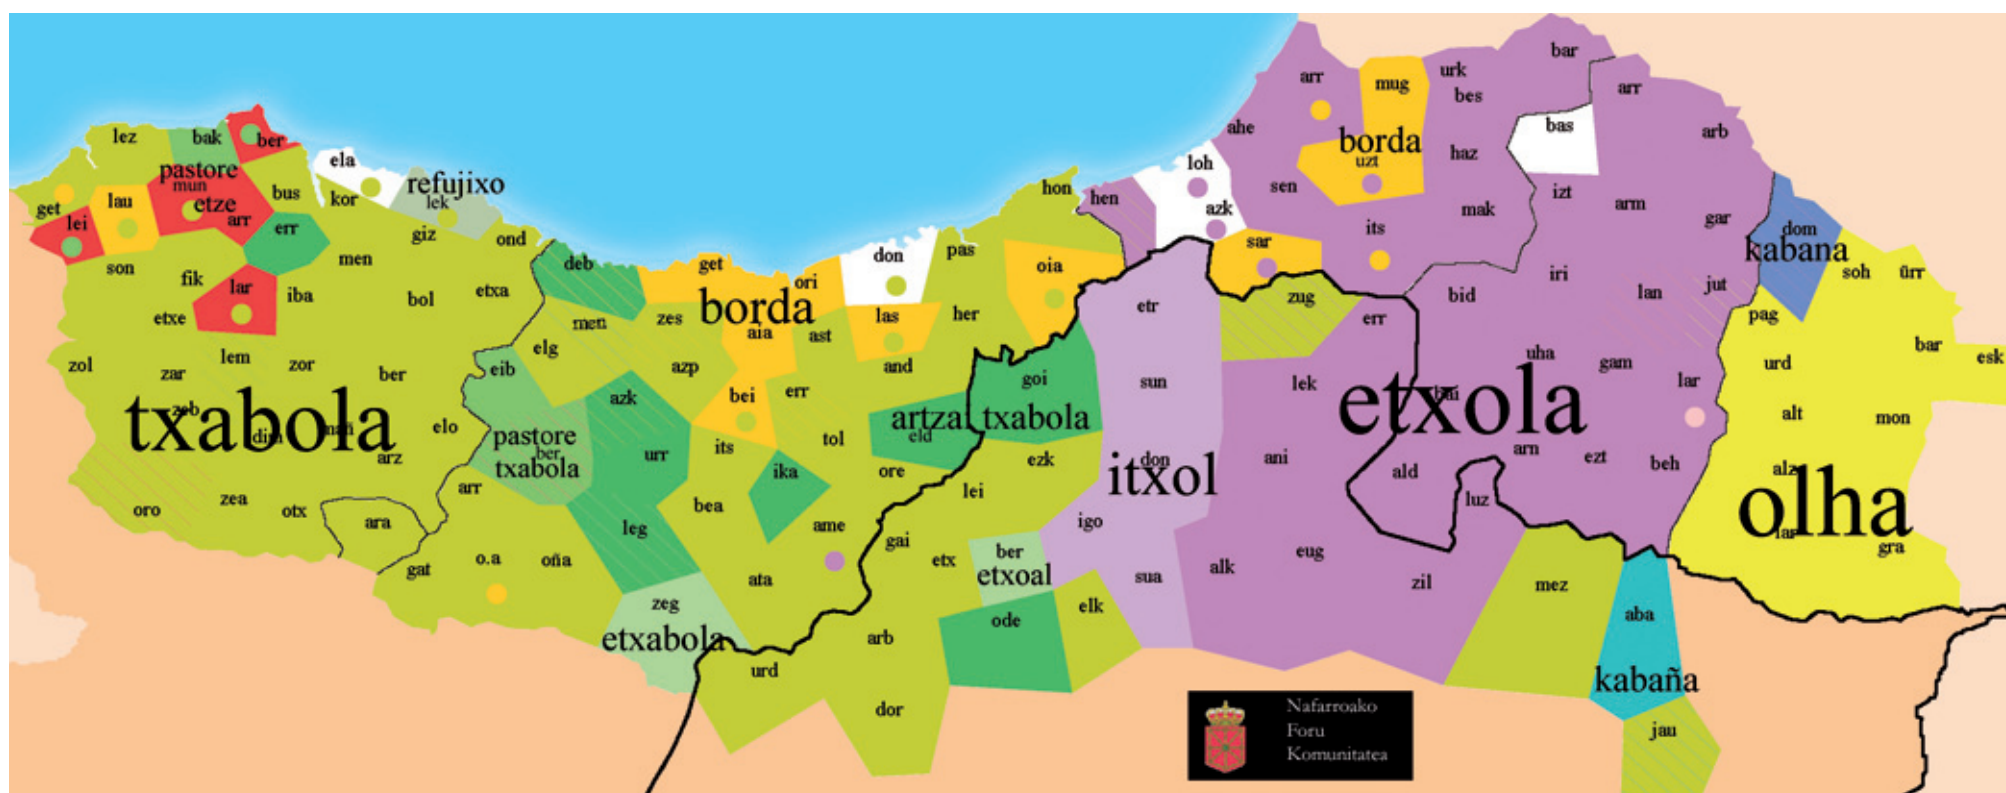 bar
arr
urk
mug
bes
arr
lez
bak
ber
ahe
borda
bas
arb
ela
pastore
mun
etze
refujixo
lek
loh
uzt
haz
get
lau
lei
arr
bus
kor
hon
hen
azk
sen
mak
izt
arm
gar
err
giz
ond
men
son
fik
deb
get
ori
don
pas
oia
sar
its
dom
kabana
soh
ürr
lar
iba
etxe
bol
etxa
men
zes
borda
aia
ast
las
her
etr
zug
err
bid
iri
lan
jut
pag
zol
zar
lem
zor
ber
elg
eib
azp
and
goi
sun
lek
uha
gam
lar
urd
bar
esk
txabola
zeb
elo
arz
azk
bei
err
artzai txabola
eld
etxola
bai
alt
mon
pastore
ber
txabola
urr
its
tol
ika
ore
ezk
lei
itxol
don
ani
ald
arn
ezt
beh
alz
olha
lar
gra
oro
zea
otx
ara
arr
leg
bea
ame
gai
igo
luz
gat
o.a
oña
ata
etx
ber
etxoal
sua
alk
eug
zil
mez
zeg
etxabola
arb
ode
elk
aba
kabaña
urd
dor
jau
Nafarroako
Foru
Komunitatea